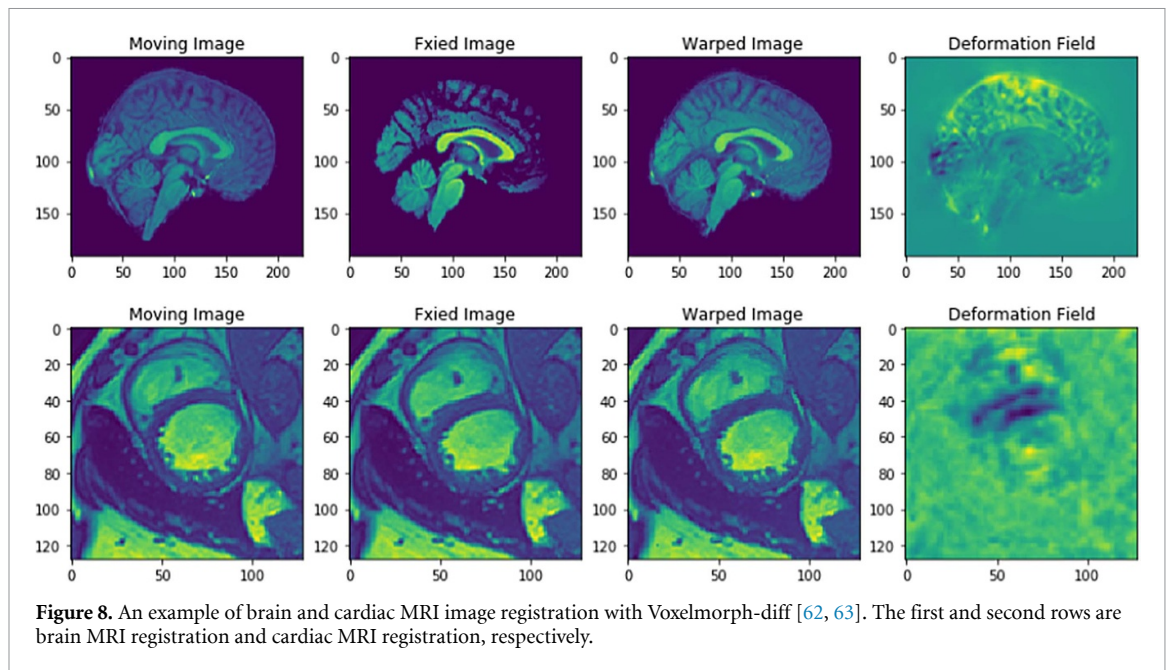 Moving Image Fxied Image Warped Image Deformation Field
0 0 0 0
50 50 50 50
100 100 100 100
150 150 150 150
0 50 100 150 200 0 50 100 150 200 0 50 100 150 200 0 50 100 150 200
Moving Image Fxied Image Warped Image Deformation Field
0 0 0 0
20 20 20 20
40 40 40 40
60 60 60 60
80 80 80 80
100 100 100 100
120 120 120 120
0 50 100 0 50 100 0 50 100 0 50 100
Figure 8. An example of brain and cardiac MRI image registration with Voxelmorph-diff [62, 63]. The first and second rows are
brain MRI registration and cardiac MRI registration, respectively.